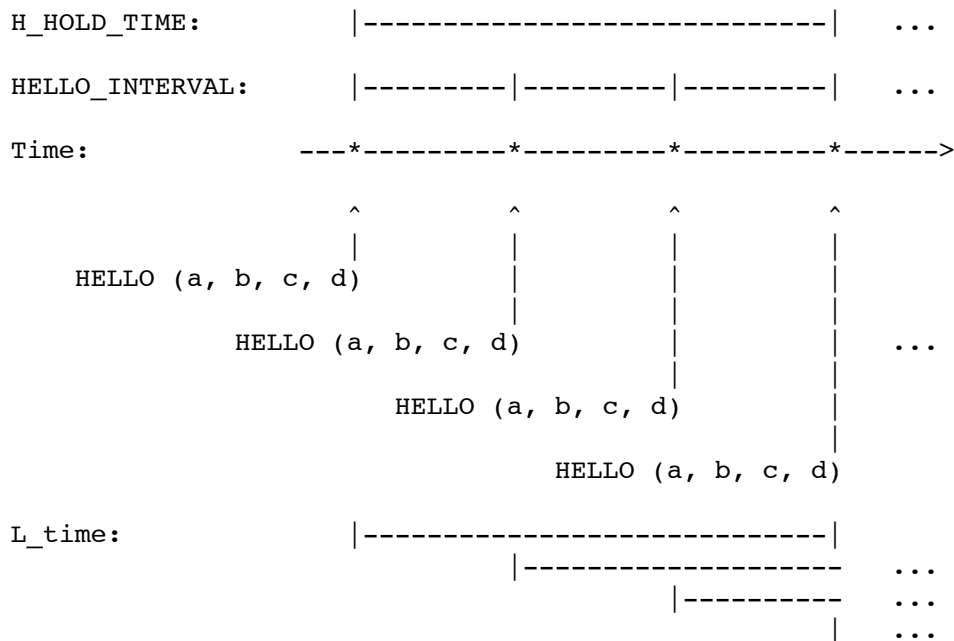 H_HOLD_TIME:            |-----------------------------|   ...
HELLO_INTERVAL:         |---------|---------|---------|   ...
Time:                ---*---------*---------*---------*------>
                        ^         ^         ^         ^
                        |         |         |         |
    HELLO (a, b, c, d)            |         |         |
                                  |         |         |
              HELLO (a, b, c, d)            |         |   ...
                                            |         |
                        HELLO (a, b, c, d)            |
                                                      |
                                  HELLO (a, b, c, d)
L_time:                 |-----------------------------|
                                  |--------------------   ...
                                            |----------   ...
                                                      |   ...